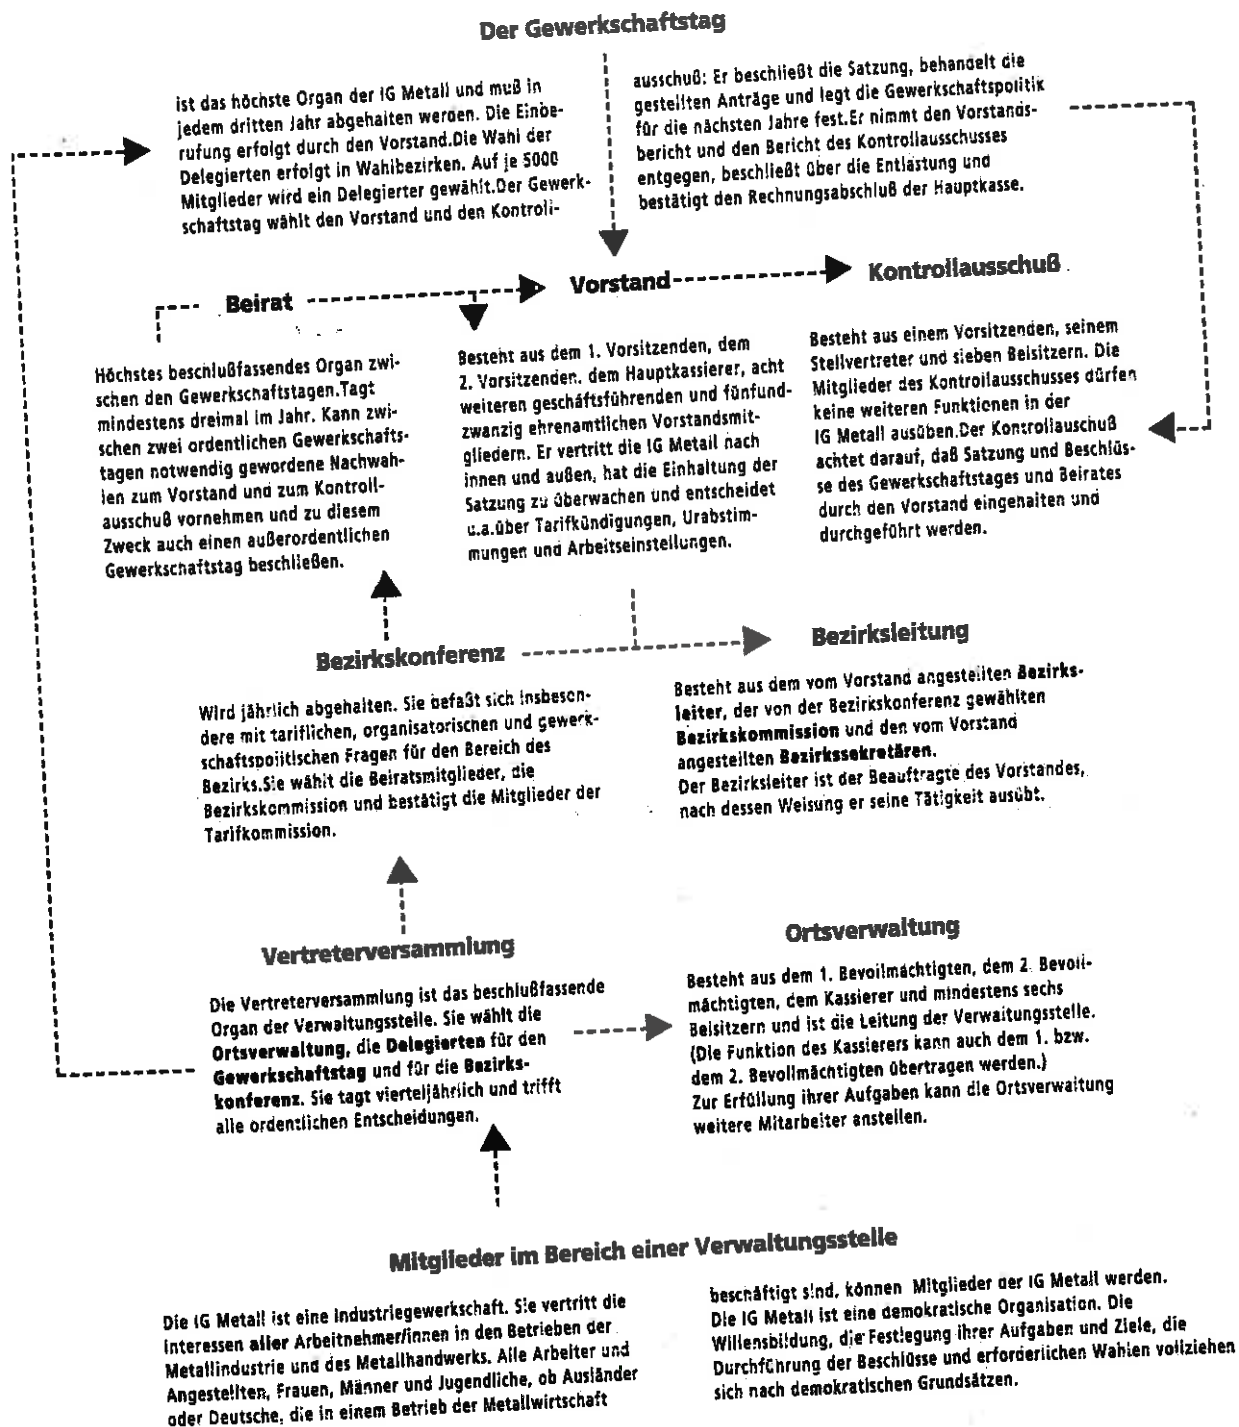 Der Gewerkschaftstag
ist das höchste Organ der IG Metall und muß in
jedem dritten Jahr abgehalten werden. Die Einbe-
rufung erfolgt durch den Vorstand.Die Wahl der
Delegierten erfolgt in Wahlbezirken. Auf je 5000
Mitglieder wird ein Delegierter gewählt.Der Gewerk-
schaftstag wählt den Vorstand und den Kontroll-
ausschuß: Er beschließt die Satzung, behandelt die
gestellten Anträge und legt die Gewerkschaftspolitik
für die nächsten Jahre fest.Er nimmt den Vorstands-
bericht und den Bericht des Kontrollausschusses
entgegen, beschließt über die Entlastung und
bestätigt den Rechnungsabschluß der Hauptkasse.
Beirat
Höchstes beschlußfassendes Organ zwi-
schen den Gewerkschaftstagen.Tagt
mindestens dreimal im Jahr. Kann zwi-
schen zwei ordentlichen Gewerkschafts-
tagen notwendig gewordene Nachwah-
len zum Vorstand und zum Kontroll-
ausschuß vornehmen und zu diesem
Zweck auch einen außerordentlichen
Gewerkschaftstag beschließen.
Vorstand
Besteht aus dem 1. Vorsitzenden, dem
2. Vorsitzenden. dem Hauptkassierer, acht
weiteren geschäftsführenden und fünfund-
zwanzig ehrenamtlichen Vorstandsmit-
gliedern. Er vertritt die IG Metall nach
innen und außen, hat die Einhaltung der
Satzung zu überwachen und entscheidet
u.a.über Tarifkündigungen, Urabstim-
mungen und Arbeitseinstellungen.
Kontrollausschuß
Besteht aus einem Vorsitzenden, seinem
Stellvertreter und sieben Beisitzern. Die
Mitglieder des Kontrollausschusses dürfen
keine weiteren Funktionen in der
IG Metall ausüben.Der Kontrollauschuß
achtet darauf, daß Satzung und Beschlüs-
se des Gewerkschaftstages und Beirates
durch den Vorstand eingehalten und
durchgeführt werden.
Bezirkskonferenz
Wird jährlich abgehalten. Sie befaßt sich insbeson-
dere mit tariflichen, organisatorischen und gewerk-
schaftspolitischen Fragen für den Bereich des
Bezirks.Sie wählt die Beiratsmitglieder, die
Bezirkskommission und bestätigt die Mitglieder der
Tarifkommission.
Bezirksleitung
Besteht aus dem vom Vorstand angestellten Bezirks-
leiter, der von der Bezirkskonferenz gewählten
Bezirkskommission und den vom Vorstand
angestellten Bezirkssekretären.
Der Bezirksleiter ist der Beauftragte des Vorstandes,
nach dessen Weisung er seine Tätigkeit ausübt.
Vertreterversammlung
Die Vertreterversammlung ist das beschlußfassende
Organ der Verwaltungsstelle. Sie wählt die
Ortsverwaltung, die Delegierten für den
Gewerkschaftstag und für die Bezirks-
konferenz. Sie tagt vierteljährlich und trifft
alle ordentlichen Entscheidungen.
Ortsverwaltung
Besteht aus dem 1. Bevollmächtigten, dem 2. Bevoll-
mächtigten, dem Kassierer und mindestens sechs
Beisitzern und ist die Leitung der Verwaltungsstelle.
(Die Funktion des Kassierers kann auch dem 1. bzw.
dem 2. Bevollmächtigten übertragen werden.)
Zur Erfüllung ihrer Aufgaben kann die Ortsverwaltung
weitere Mitarbeiter anstellen.
Mitglieder im Bereich einer Verwaltungsstelle
Die IG Metall ist eine Industriegewerkschaft. Sie vertritt die
Interessen aller Arbeitnehmer/innen in den Betrieben der
Metallindustrie und des Metallhandwerks. Alle Arbeiter und
Angestellten, Frauen, Männer und Jugendliche, ob Ausländer
oder Deutsche, die in einem Betrieb der Metallwirtschaft
beschäftigt sind, können Mitglieder der IG Metall werden.
Die IG Metall ist eine demokratische Organisation. Die
Willensbildung, die Festlegung ihrer Aufgaben und Ziele, die
Durchführung der Beschlüsse und erforderlichen Wahlen vollziehen
sich nach demokratischen Grundsätzen.